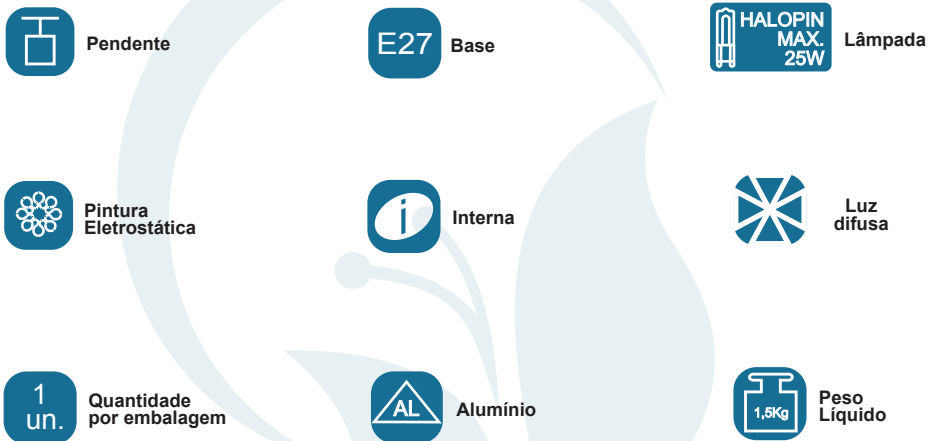 Pendente
E27
Base
HALOPIN
MAX.
25W
Lâmpada
Pintura
Eletrostática
i
Interna
Luz
difusa
1
un.
Quantidade
por embalagem
AL
Alumínio
1,5Kg
Peso
Líquido